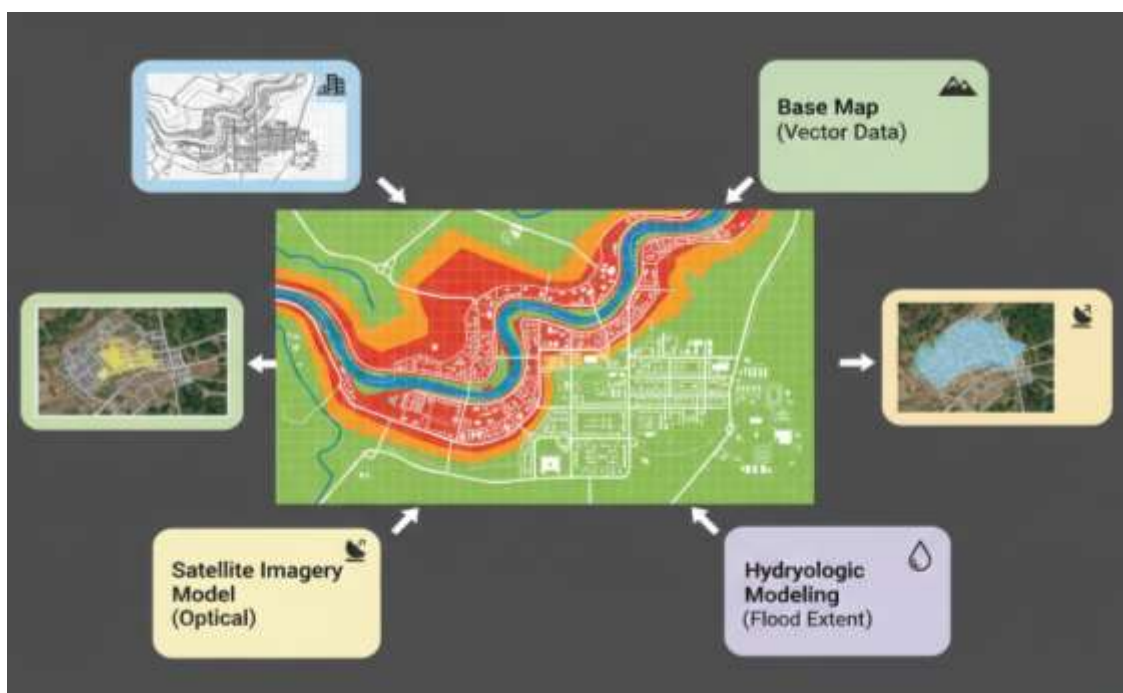 Base Map
(Vector Data)
Satellite Imagery
Model
(Optical)
Hydryologic
Modeling
(Flood Extent)